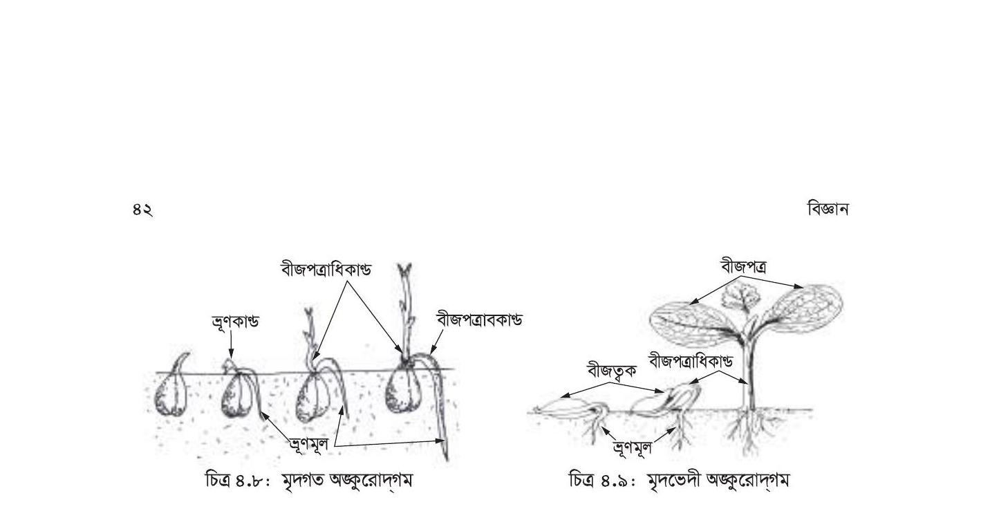 ৪২ বিজ্ঞান
বীজপত্রাধিকাণ্ড
ভ্রূণকাণ্ড
বীজপত্রাবকাণ্ড
ভ্রূণমূল
চিত্র ৪.৮: মৃদগত অঙ্কুরোদ্‌গম
বীজপত্র
বীজপত্রাধিকাণ্ড
বীজত্বক
ভ্রূণমূল
চিত্র ৪.৯: মৃদভেদী অঙ্কুরোদ্‌গম